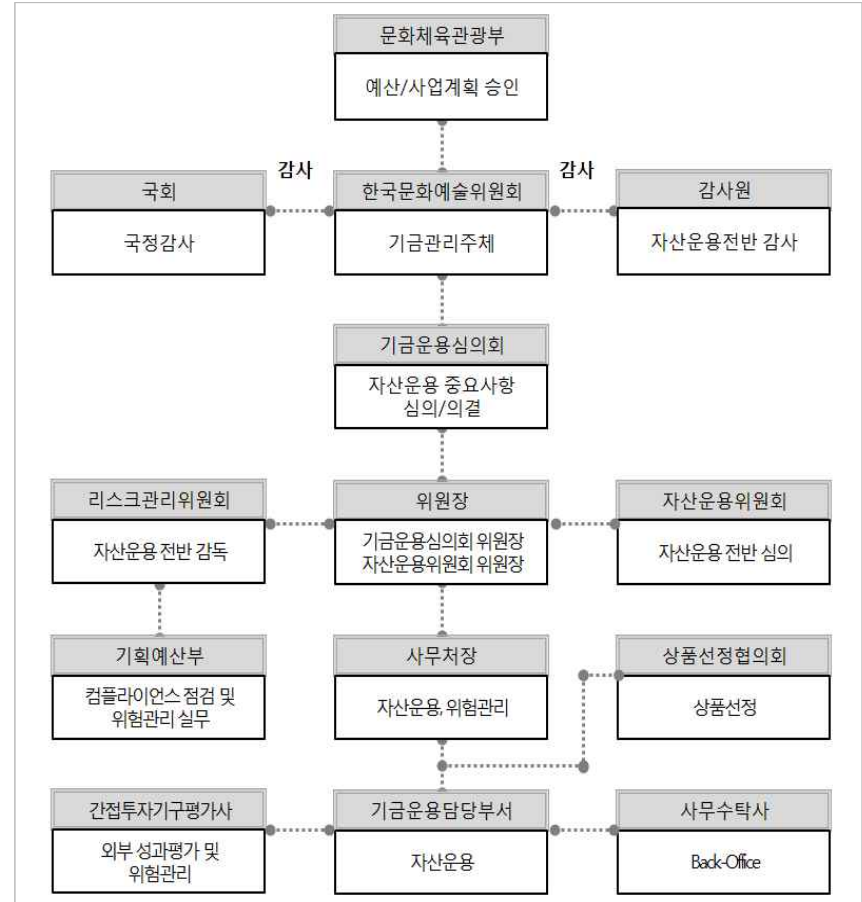 문화체육관광부
예산/사업계획 승인
감사
감사
국회
국정감사
한국문화예술위원회
기금관리주체
감사원
자산운용전반 감사
기금운용심의회
자산운용 중요사항
심의/의결
리스크관리위원회
자산운용 전반 감독
위원장
기금운용심의회 위원장
자산운용위원회 위원장
자산운용위원회
자산운용 전반 심의
기획예산부
컴플라이언스 점검 및
위험관리 실무
사무처장
자산운용, 위험관리
상품선정협의회
상품선정
간접투자기구평가사
외부 성과평가 및
위험관리
기금운용담당부서
자산운용
사무수탁사
Back-Office